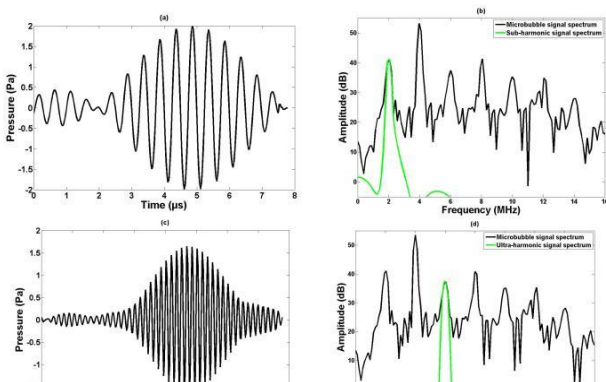 (a)
Pressure (Pa)
2
1.5
1
0.5
0
-0.5
-1
-1.5
-2
0 1 2 3 4 5 6 7 8
Time (µs)
(b)
Microbubble signal spectrum
Sub-harmonic signal spectrum
Amplitude (dB)
50
40
30
20
10
0
0 2 4 6 8 10 12 14 16
Frequency (MHz)
(c)
Pressure (Pa)
2
1.5
1
0.5
0
-0.5
-1
(d)
Microbubble signal spectrum
Ultra-harmonic signal spectrum
Amplitude (dB)
50
40
30
20
10